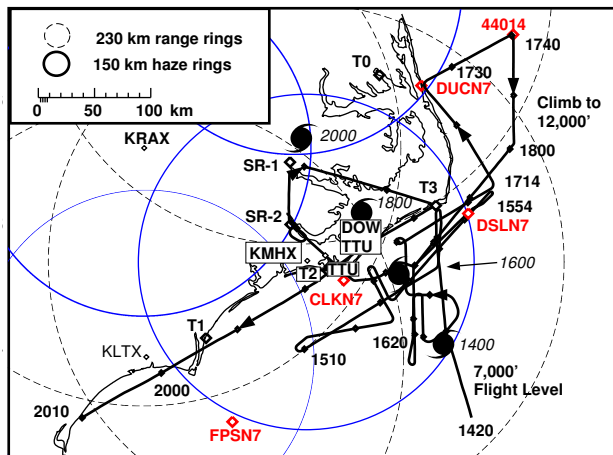 230 km range rings
150 km haze rings
0 50 100 km
44014
1740
1730
T0
DUCN7
Climb to
12,000’
KRAX
2000
1800
SR-1
T3
1714
1800
1554
SR-2
DOW
TTU
DSLN7
KMHX
TTU
T2
1600
CLKN7
T1
1620
1400
KLTX
1510
7,000’
Flight Level
2000
2010
1420
FPSN7